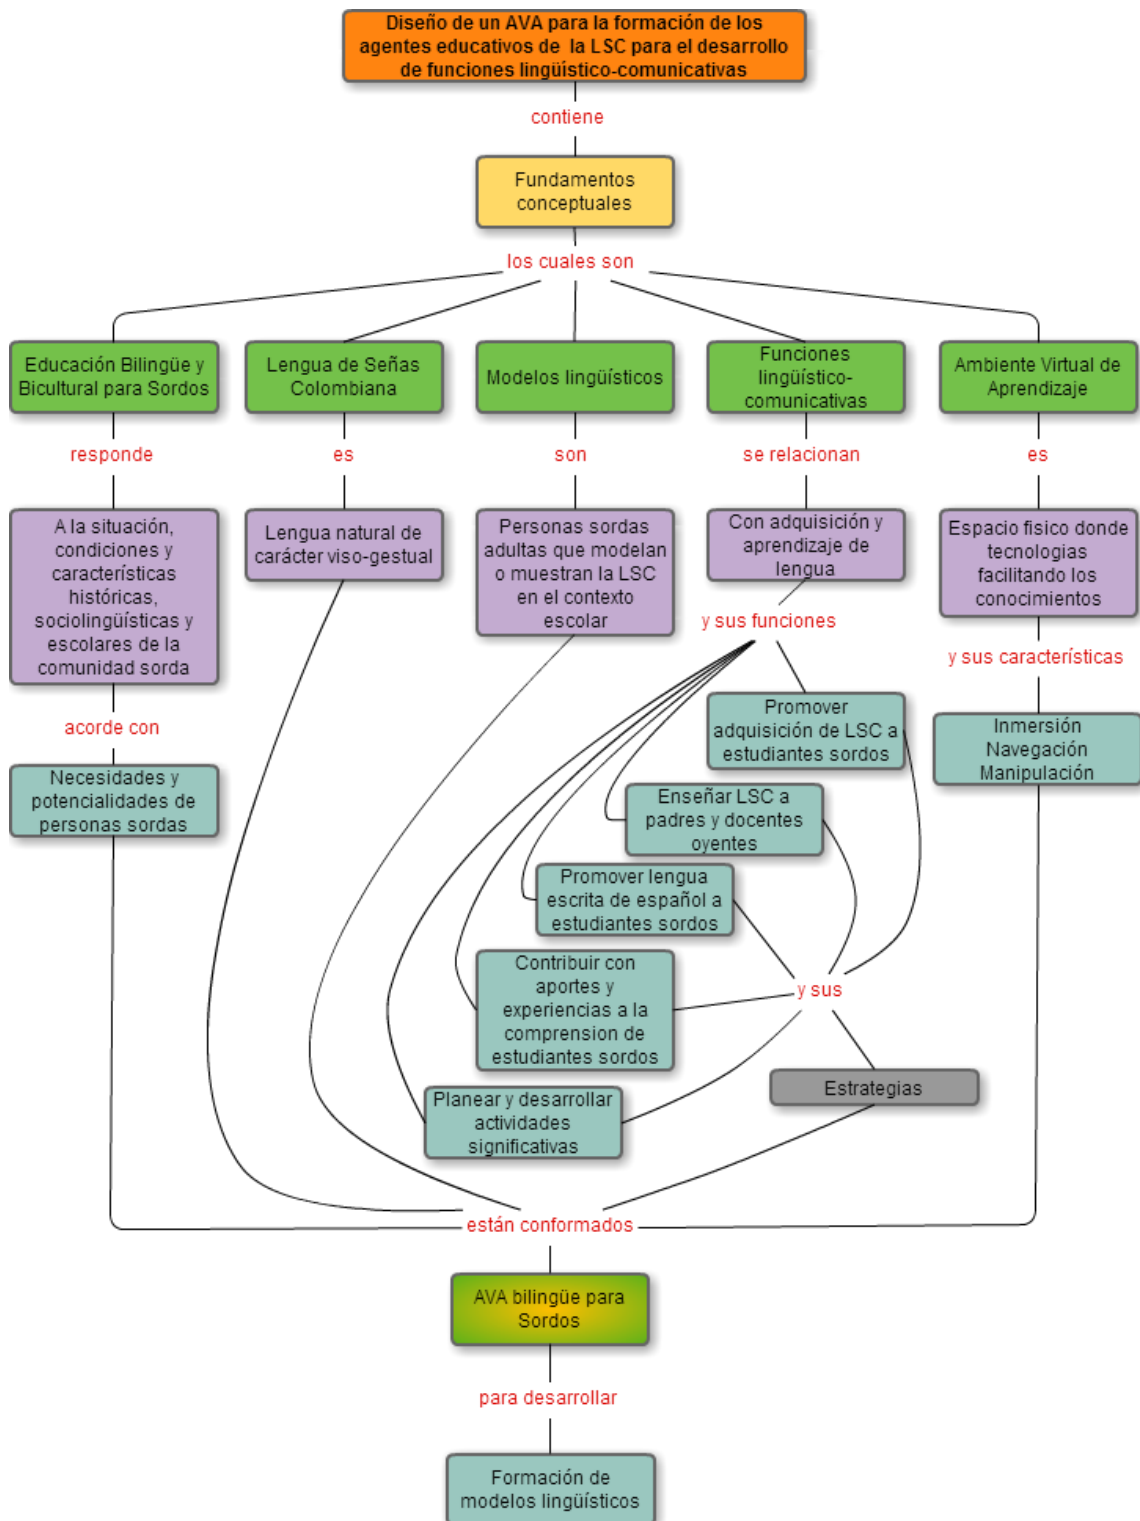 Diseño de un AVA para la formación de los
agentes educativos de la LSC para el desarrollo
de funciones lingüístico-comunicativas
contiene
Fundamentos
conceptuales
los cuales son
Educación Bilingüe y
Bicultural para Sordos
Lengua de Señas
Colombiana
Modelos lingüísticos
Funciones
lingüístico-
comunicativas
Ambiente Virtual de
Aprendizaje
responde
es
son
se relacionan
es
A la situación,
condiciones y
características
históricas,
sociolingüísticas y
escolares de la
comunidad sorda
Lengua natural de
carácter viso-gestual
Personas sordas
adultas que modelan
o muestran la LSC
en el contexto
escolar
Con adquisición y
aprendizaje de
lengua
Espacio fisico donde
tecnologias
facilitando los
conocimientos
y sus funciones
y sus características
acorde con
Promover
adquisición de LSC a
estudiantes sordos
Inmersión
Navegación
Manipulación
Necesidades y
potencialidades de
personas sordas
Enseñar LSC a
padres y docentes
oyentes
Promover lengua
escrita de español a
estudiantes sordos
Contribuir con
aportes y
experiencias a la
comprension de
estudiantes sordos
y sus
Estrategias
Planear y desarrollar
actividades
significativas
están conformados
AVA bilingüe para
Sordos
para desarrollar
Formación de
modelos lingüísticos